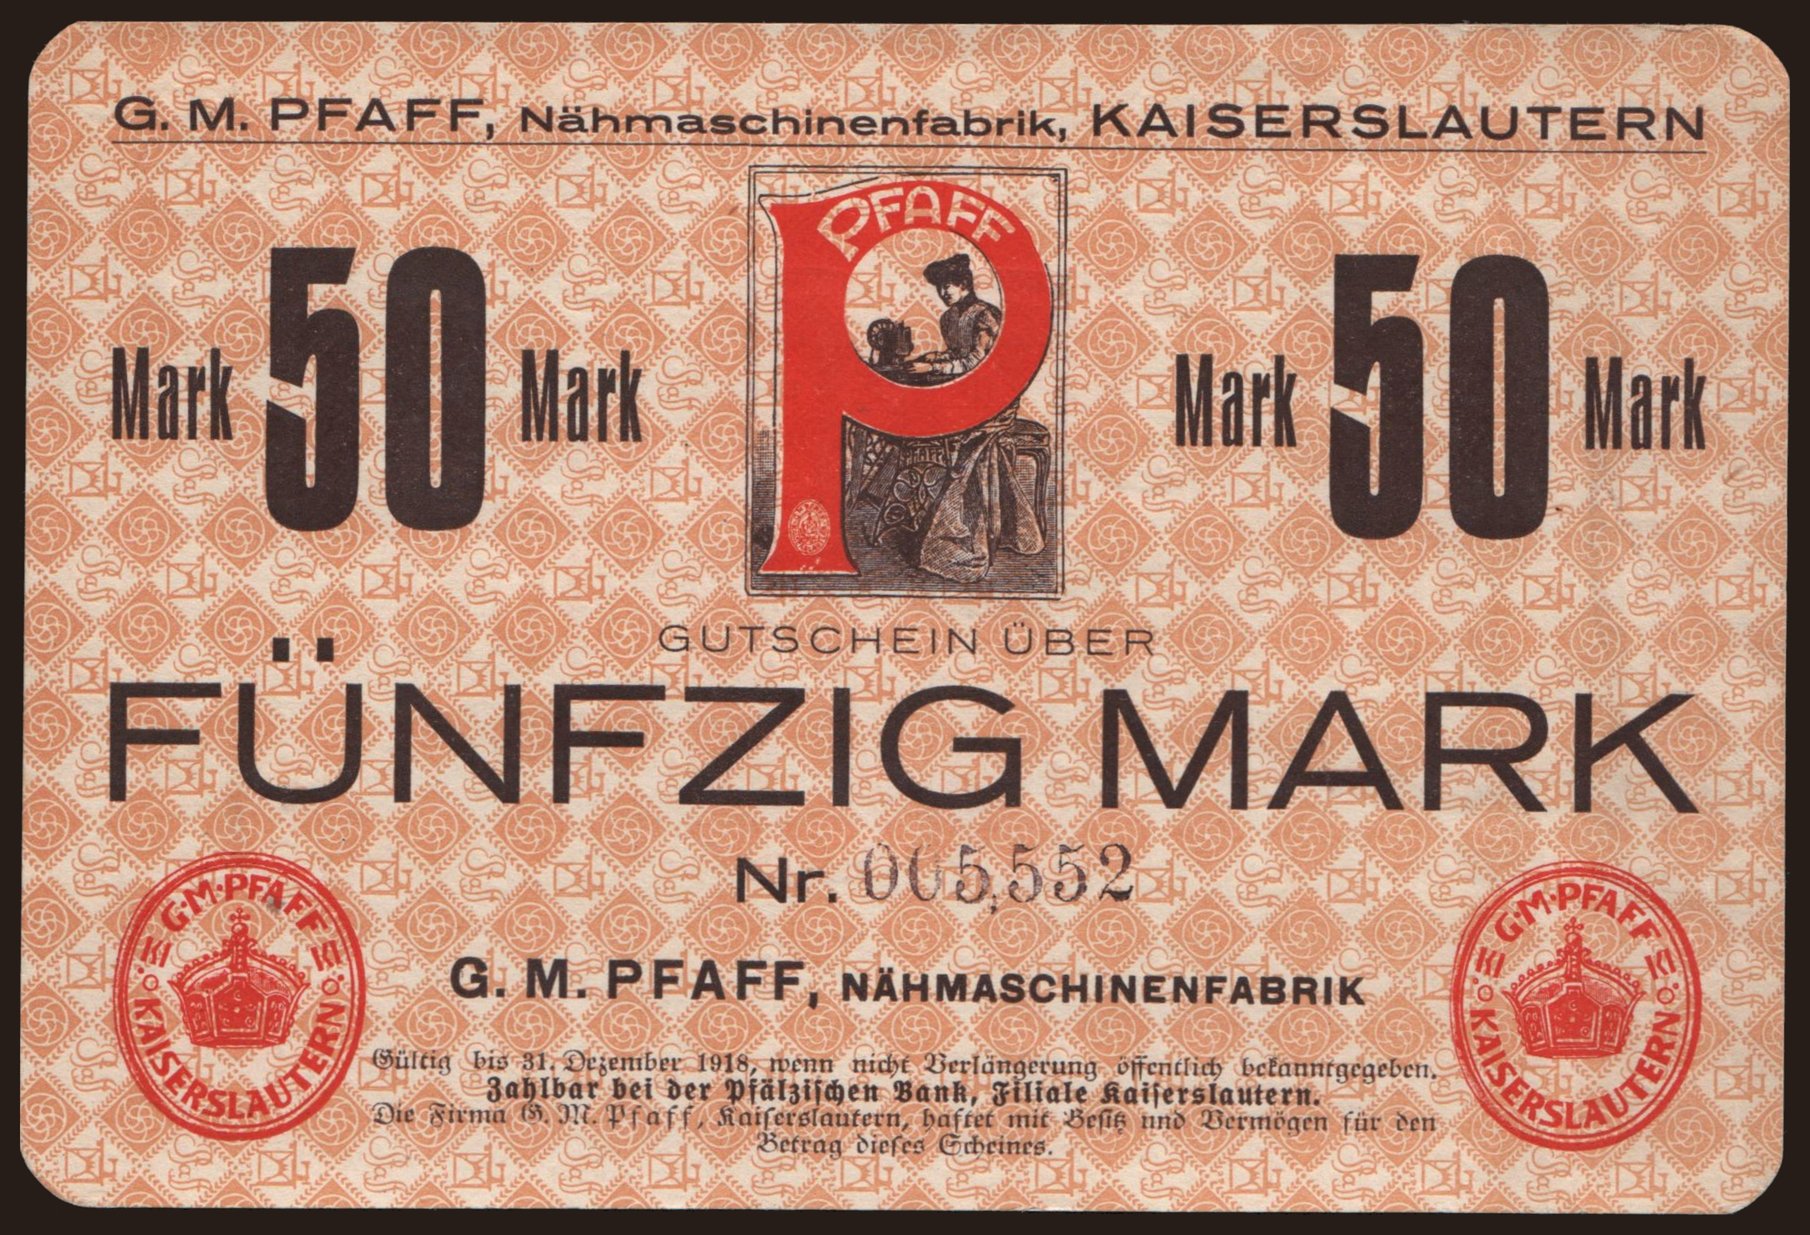 G. M. PFAFF, Nähmaschinenfabrik, KAISERSLAUTERN
PFAFF
Mark 50 Mark
Mark 50 Mark
Pfaff
GUTSCHEIN ÜBER
FÜNFZIG MARK
Nr. 005,552
G. M. PFAFF, NÄHMASCHINENFABRIK
G·M·PFAFF
KAISERSLAUTERN
G·M·PFAFF
KAISERSLAUTERN
Gültig bis 31. Dezember 1918, wenn nicht Verlängerung öffentlich bekanntgegeben.
Zahlbar bei der Pfälzischen Bank, Filiale Kaiserslautern.
Die Firma G. M. Pfaff, Kaiserslautern, haftet mit Besitz und Vermögen für den
Betrag dieses Scheines.